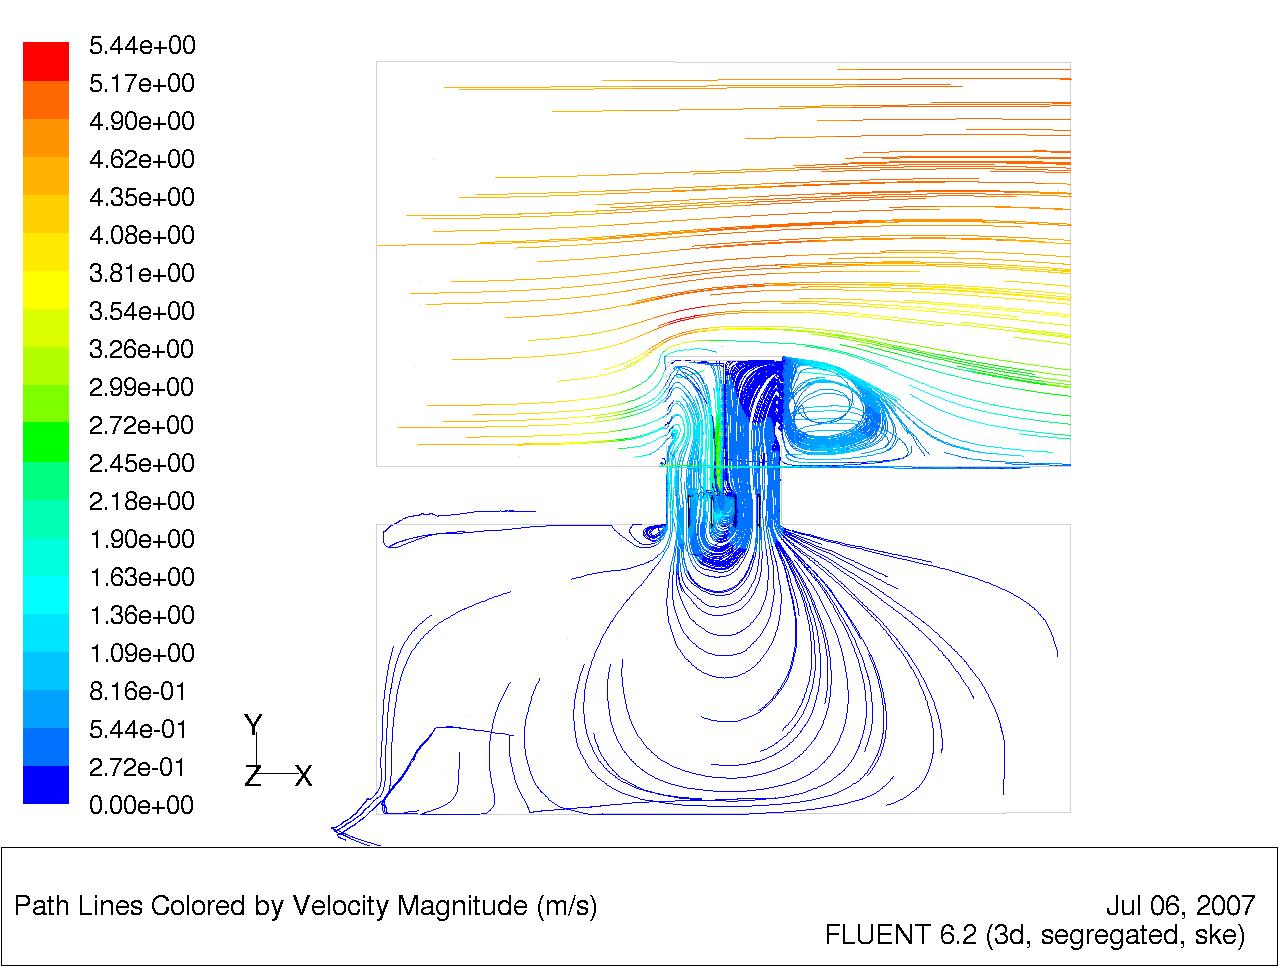 5.44e+00
5.17e+00
4.90e+00
4.62e+00
4.35e+00
4.08e+00
3.81e+00
3.54e+00
3.26e+00
2.99e+00
2.72e+00
2.45e+00
2.18e+00
1.90e+00
1.63e+00
1.36e+00
1.09e+00
8.16e-01
5.44e-01
2.72e-01
0.00e+00
Y
Z X
Path Lines Colored by Velocity Magnitude (m/s)
Jul 06, 2007
FLUENT 6.2 (3d, segregated, ske)